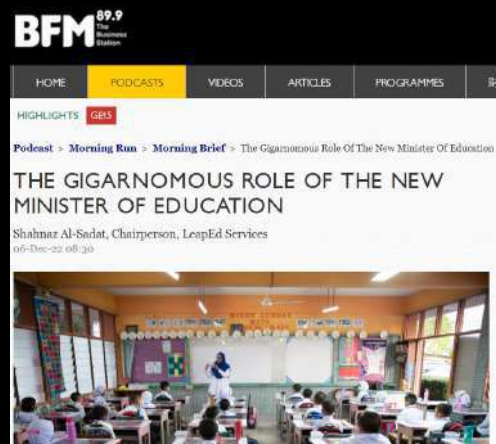 BFM 89.9
The
Business
Station
HOME PODCASTS VIDEOS ARTICLES PROGRAMMES
HIGHLIGHTS GE15
Podcast > Morning Run > Morning Brief > The Gigarnomous Role Of The New Minister Of Education
THE GIGARNOMOUS ROLE OF THE NEW
MINISTER OF EDUCATION
Shahnaz Al-Sadat, Chairperson, LeapEd Services
06-Dec-22 08:30